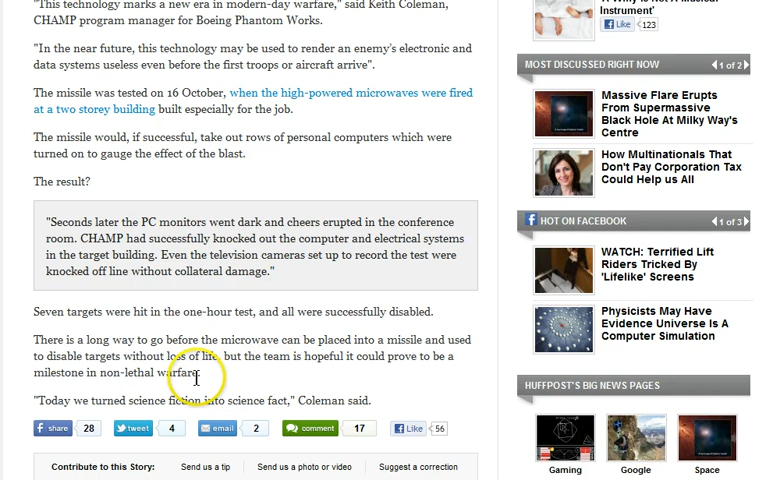 "This technology marks a new era in modern-day warfare," said Keith Coleman,
CHAMP program manager for Boeing Phantom Works.
"In the near future, this technology may be used to render an enemy's electronic and
data systems useless even before the first troops or aircraft arrive".
The missile was tested on 16 October, when the high-powered microwaves were fired
at a two storey building built especially for the job.
The missile would, if successful, take out rows of personal computers which were
turned on to gauge the effect of the blast.
The result?
"Seconds later the PC monitors went dark and cheers erupted in the conference
room. CHAMP had successfully knocked out the computer and electrical systems
in the target building. Even the television cameras set up to record the test were
knocked off line without collateral damage."
Seven targets were hit in the one-hour test, and all were successfully disabled.
There is a long way to go before the microwave can be placed into a missile and used
to disable targets without loss of life, but the team is hopeful it could prove to be a
milestone in non-lethal warfare.
"Today we turned science fiction into science fact," Coleman said.
share 28 tweet 4 email 2 comment 17 Like 56
Contribute to this Story: Send us a tip Send us a photo or video Suggest a correction
Instrument'
Like 123
MOST DISCUSSED RIGHT NOW 1 of 2
Massive Flare Erupts
From Supermassive
Black Hole At Milky Way's
Centre
How Multinationals That
Don't Pay Corporation Tax
Could Help us All
HOT ON FACEBOOK 1 of 3
WATCH: Terrified Lift
Riders Tricked By
'Lifelike' Screens
Physicists May Have
Evidence Universe Is A
Computer Simulation
HUFFPOST'S BIG NEWS PAGES
Gaming Google Space